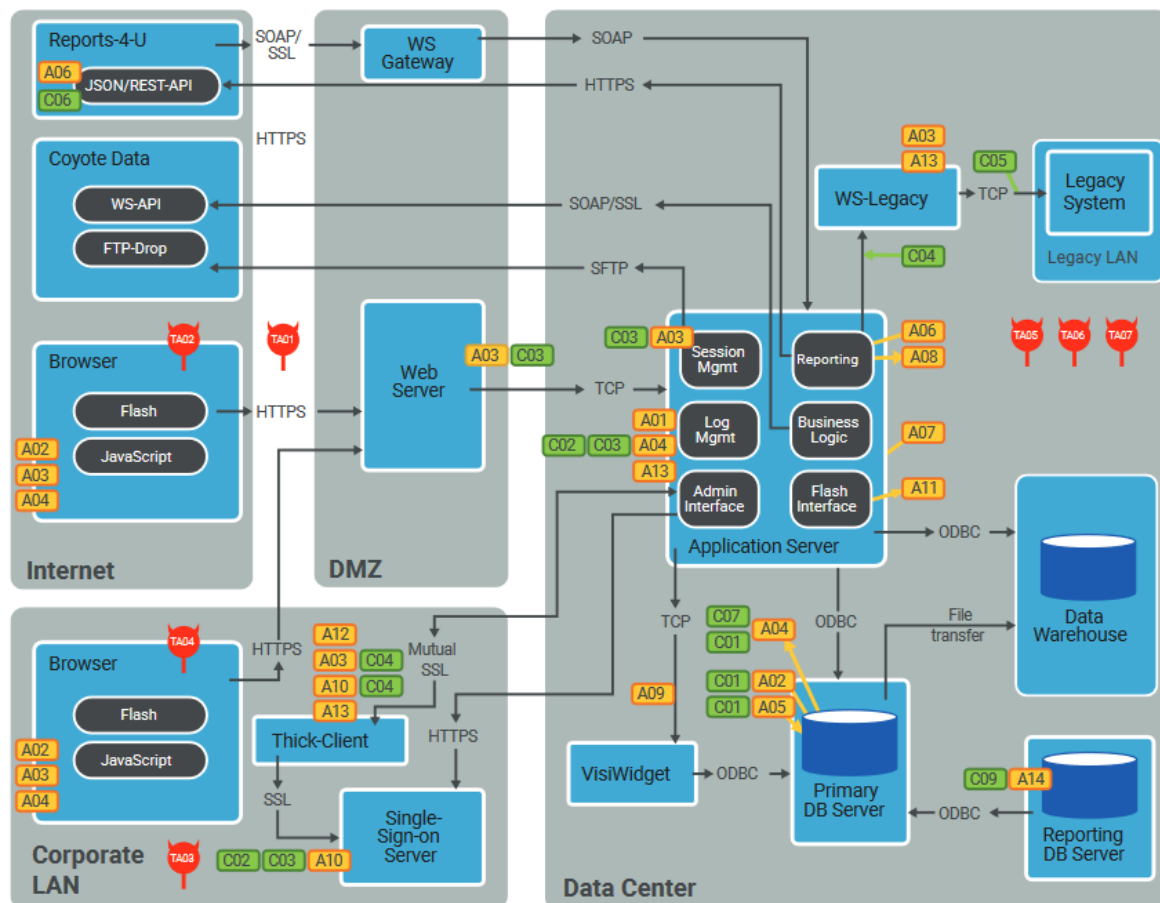 Reports-4-U
A06
JSON/REST-API
C06
SOAP/
SSL
HTTPS
Coyote Data
WS-API
FTP-Drop
TA02
TA01
Browser
Flash
JavaScript
A02
A03
A04
HTTPS
Internet
WS
Gateway
A03
C03
Web
Server
DMZ
SOAP
HTTPS
SOAP/SSL
SFTP
TCP
A03
A13
WS-Legacy
C05
TCP
Legacy
System
Legacy LAN
C04
C03
A03
Session
Mgmt
Reporting
A06
A08
TA05
TA06
TA07
A01
C02
C03
A04
A13
Log
Mgmt
Business
Logic
A07
Admin
Interface
Flash
Interface
A11
Application Server
ODBC
Data
Warehouse
TCP
C07
C01
A04
ODBC
File
transfer
C01
A02
C01
A05
A09
VisiWidget
ODBC
Primary
DB Server
C09
A14
ODBC
Reporting
DB Server
Data Center
TA04
Browser
Flash
JavaScript
A02
A03
A04
HTTPS
A12
A03
C04
A10
C04
A13
Mutual
SSL
Thick-Client
HTTPS
SSL
Single-
Sign-on
Server
C02
C03
A10
TA03
Corporate
LAN